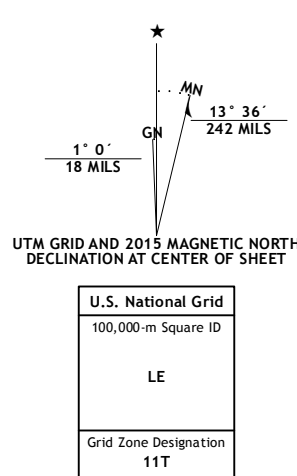 MN
GN
13° 36´
242 MILS
1° 0´
18 MILS
UTM GRID AND 2015 MAGNETIC NORTH
DECLINATION AT CENTER OF SHEET
U.S. National Grid
100,000-m Square ID
LE
Grid Zone Designation
11T